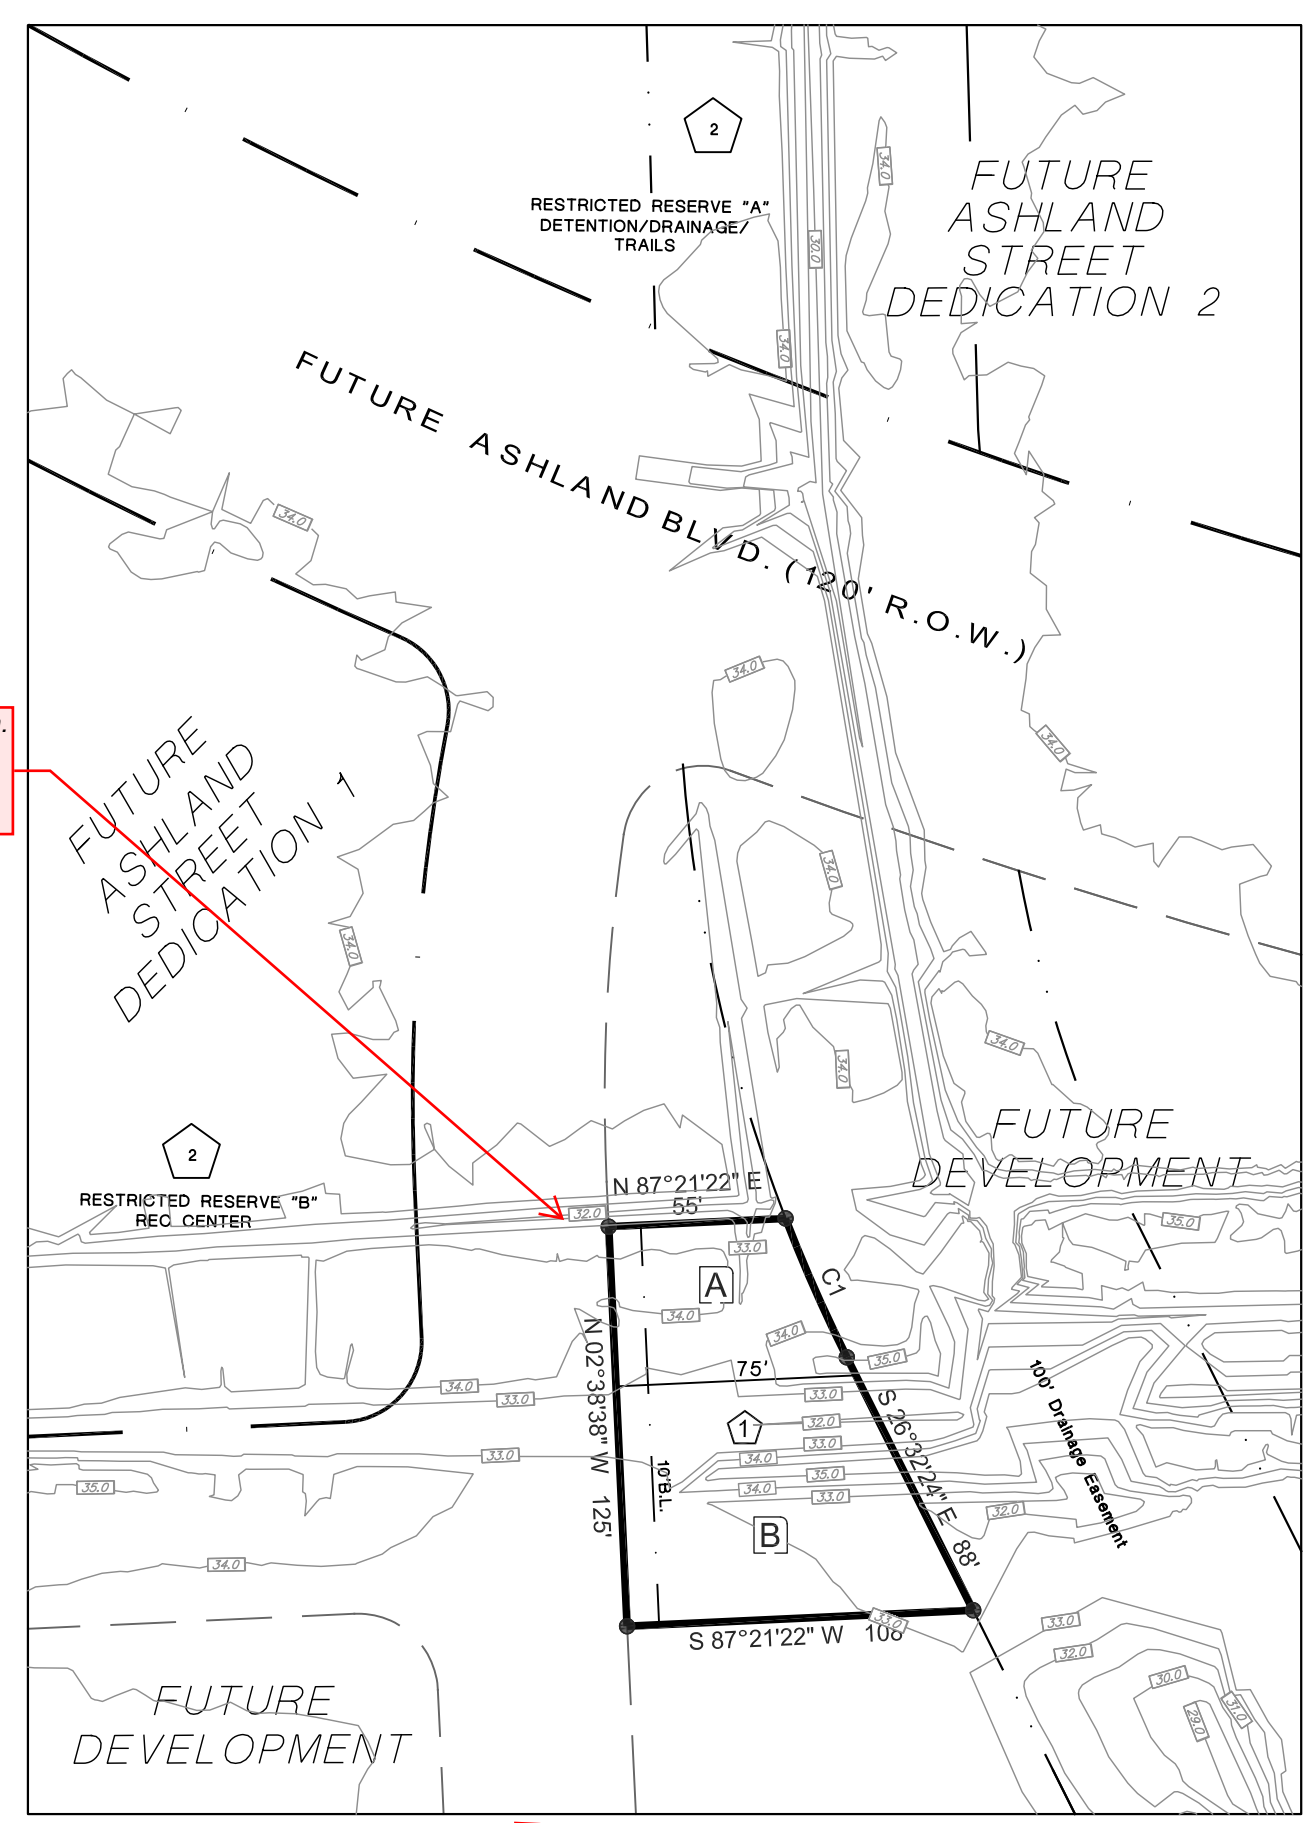 2
RESTRICTED RESERVE "A"
DETENTION/DRAINAGE/
TRAILS
34.0
30.0
34.0
FUTURE
ASHLAND
STREET
DEDICATION 2
FUTURE ASHLAND BLVD. (120' R.O.W.)
34.0
34.0
34.0
FUTURE
ASHLAND
STREET
DEDICATION 1
34.0
34.0
34.0
34.0
2
RESTRICTED RESERVE "B"
REC CENTER
FUTURE
DEVELOPMENT
N 87°21'22" E
55'
32.0
33.0
35.0
A
C1
34.0
34.0
35.0
75'
34.0
33.0
33.0
32.0
1
33.0
34.0
35.0
34.0
33.0
N 02°38'38" W 125'
10'B.L.
S 26°32'24" E 88'
100' Drainage Easement
33.0
35.0
32.0
B
34.0
33.0
S 87°21'22" W 108'
33.0
32.0
30.0
31.0
29.0
FUTURE
DEVELOPMENT